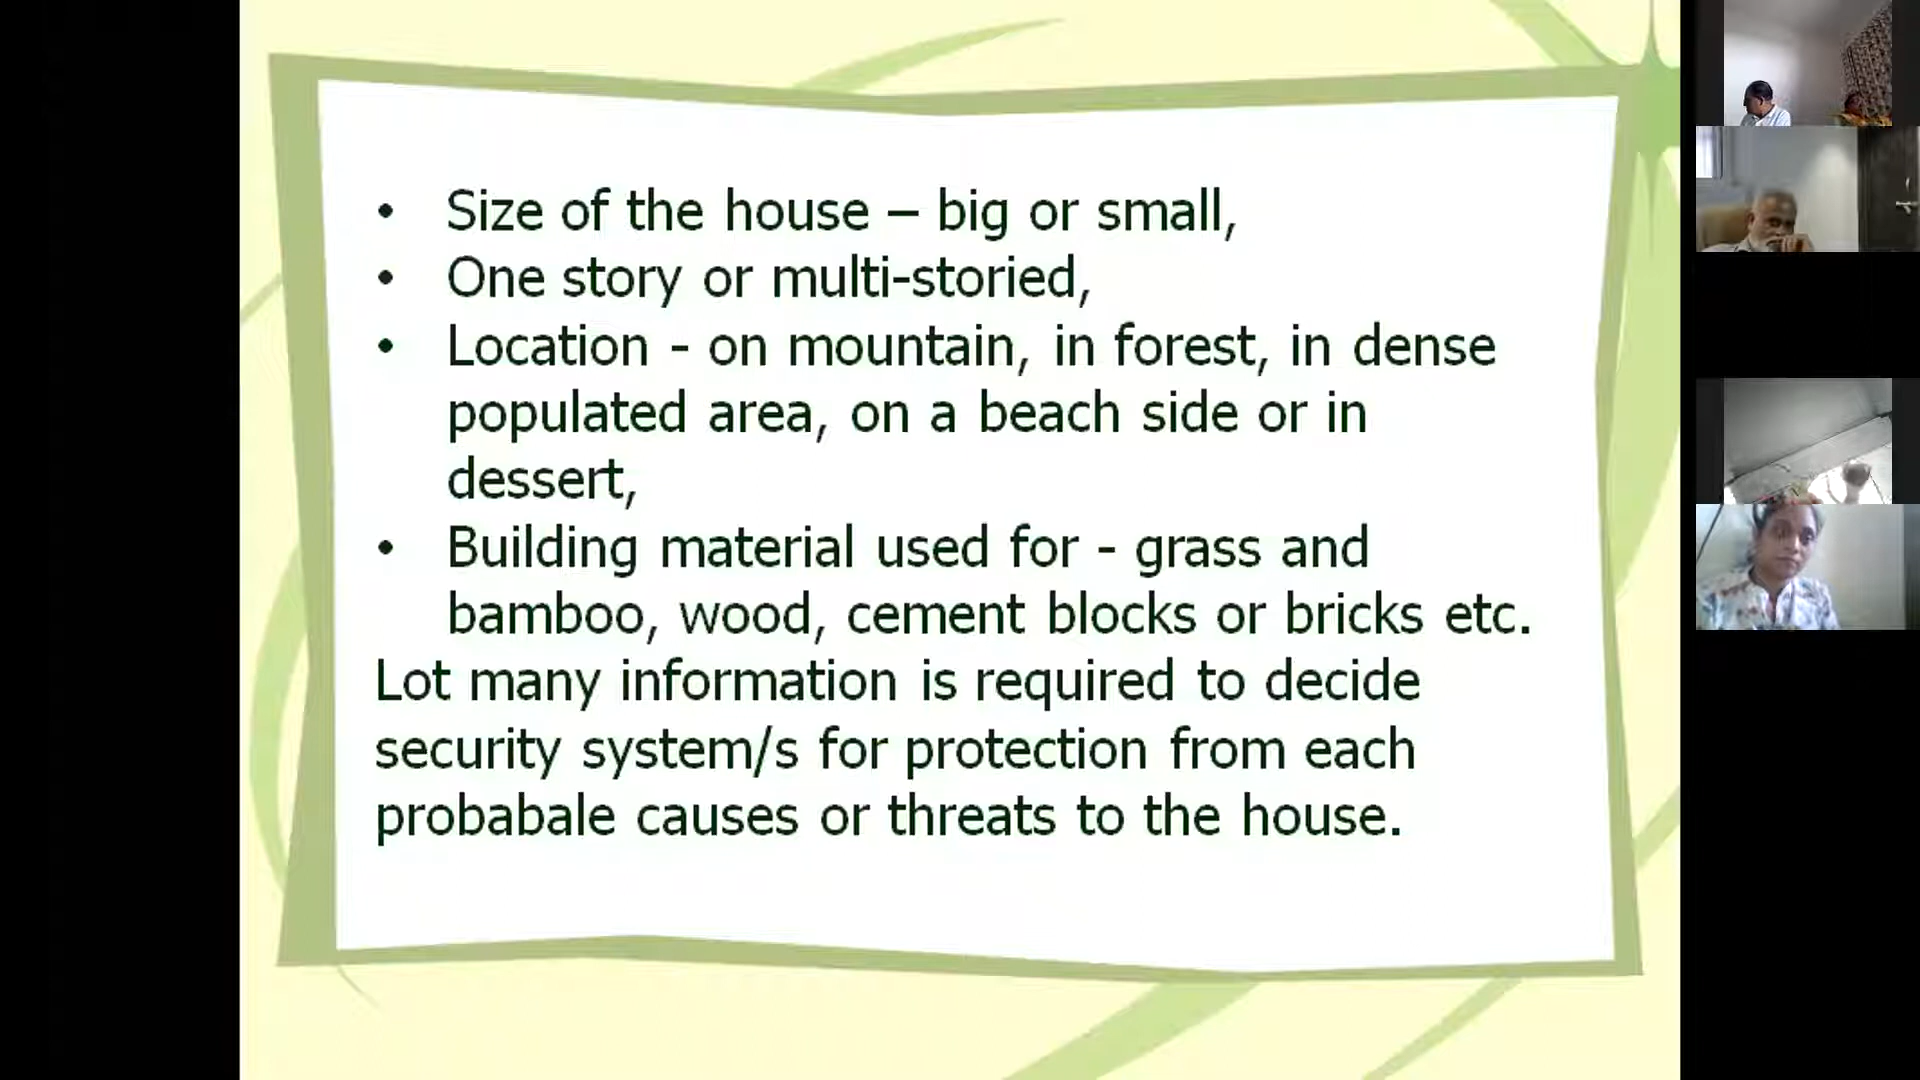 • Size of the house – big or small,
• One story or multi-storied,
• Location - on mountain, in forest, in dense
populated area, on a beach side or in
dessert,
• Building material used for - grass and
bamboo, wood, cement blocks or bricks etc.
Lot many information is required to decide
security system/s for protection from each
probabale causes or threats to the house.